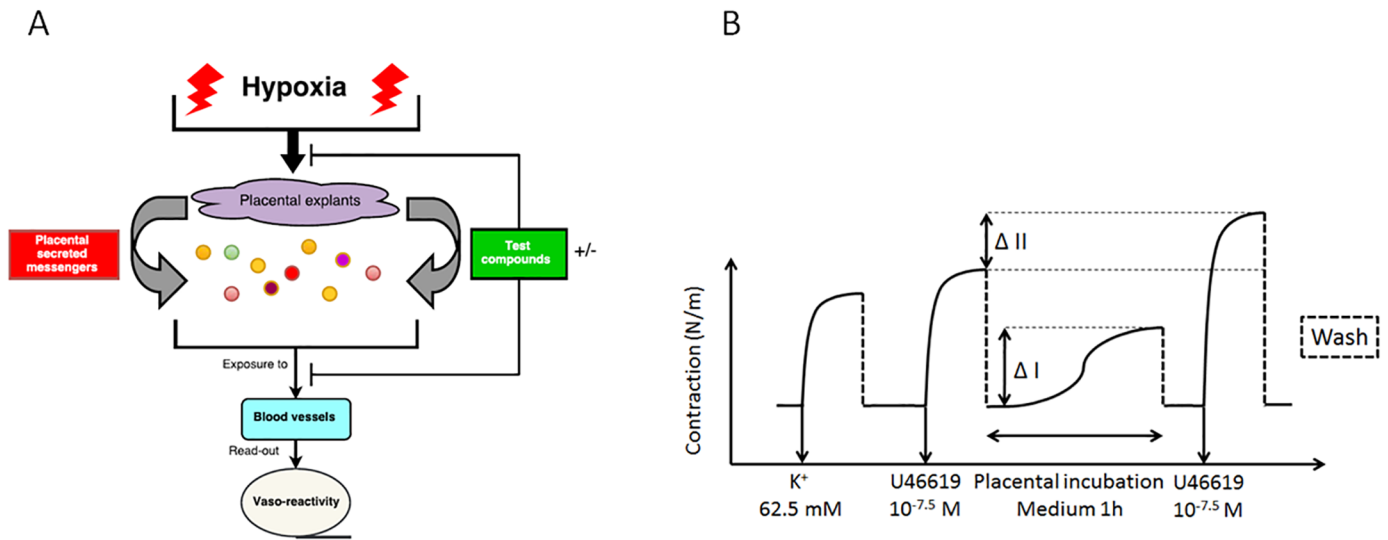 A
Hypoxia
Placental explants
Placental
secreted
messengers
Test
compounds
+/-
Exposure to
Blood vessels
Read-out
Vaso-reactivity
B
Contraction (N/m)
Δ II
Δ I
Wash
K⁺
62.5 mM
U46619
10⁻⁷·⁵ M
Placental incubation
Medium 1h
U46619
10⁻⁷·⁵ M